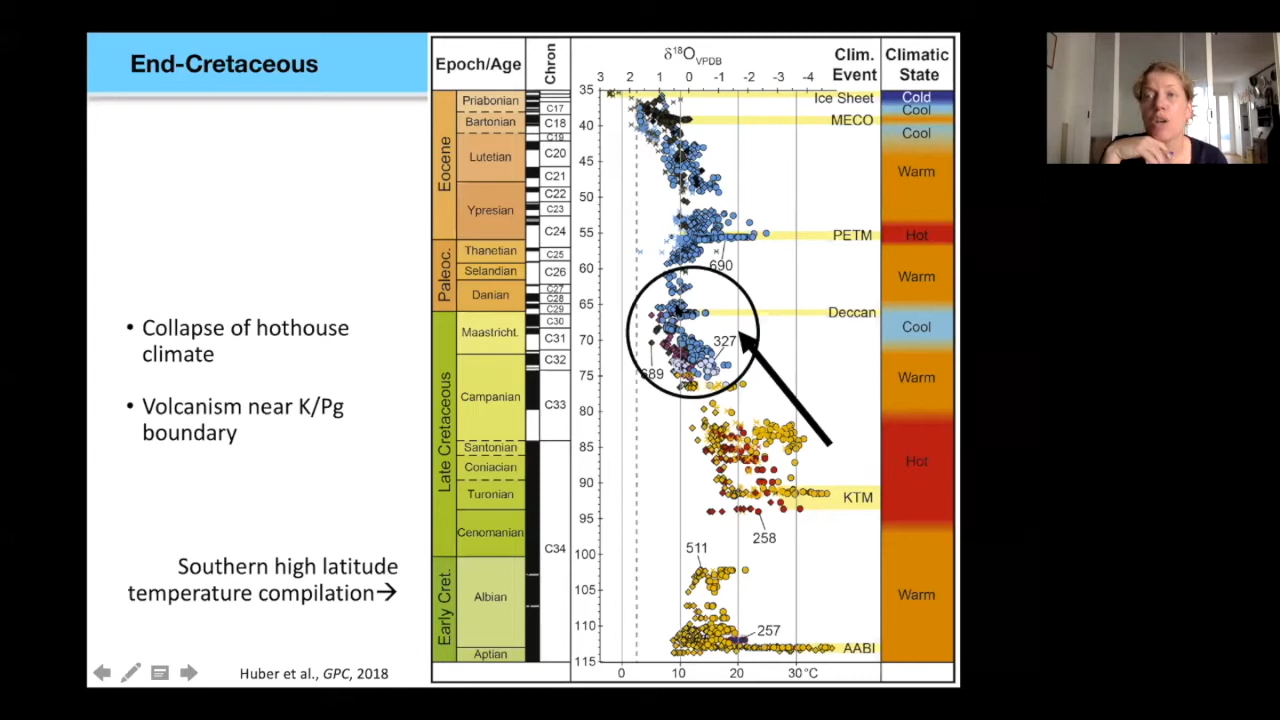 End-Cretaceous
• Collapse of hothouse
climate
• Volcanism near K/Pg
boundary
Southern high latitude
temperature compilation→
Huber et al., GPC, 2018
Epoch/Age
Chron
δ18OVPDB
Clim.
Event
Climatic
State
3 2 1 0 -1 -2 -3 -4
35
40
45
50
55
60
65
70
75
80
85
90
95
100
105
110
115
Eocene
Paleoc.
Late Cretaceous
Early Cret.
Priabonian
Bartonian
Lutetian
Ypresian
Thanetian
Selandian
Danian
Maastricht.
Campanian
Santonian
Coniacian
Turonian
Cenomanian
Albian
Aptian
C17
C18
C19
C20
C21
C22
C23
C24
C25
C26
C27
C28
C29
C30
C31
C32
C33
C34
690
327
689
258
511
257
Ice Sheet
MECO
PETM
Deccan
KTM
AABI
Cold
Cool
Cool
Warm
Hot
Warm
Cool
Warm
Hot
Warm
0 10 20 30°C